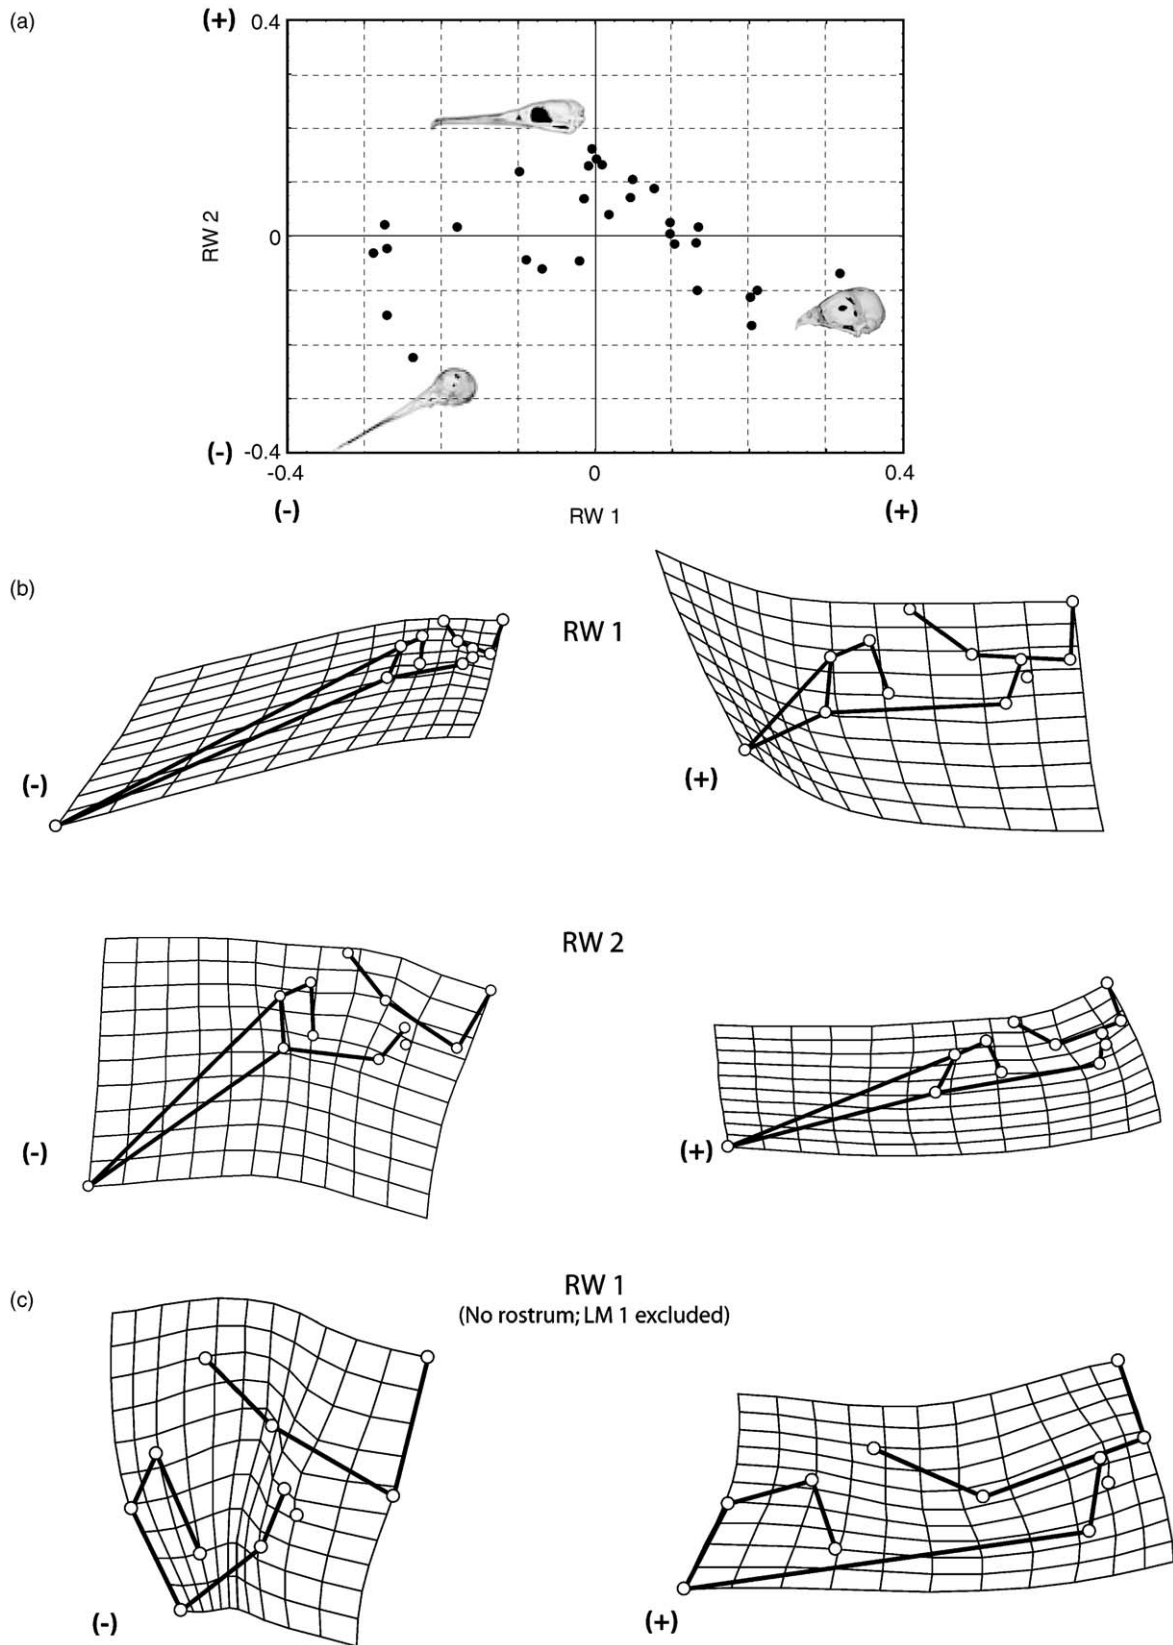 (a)
(+)
0.4
RW 2
0
(-)
-0.4
-0.4
0
0.4
(-)
RW 1
(+)
(b)
RW 1
(-)
(+)
RW 2
(-)
(+)
(c)
RW 1
(No rostrum; LM 1 excluded)
(-)
(+)